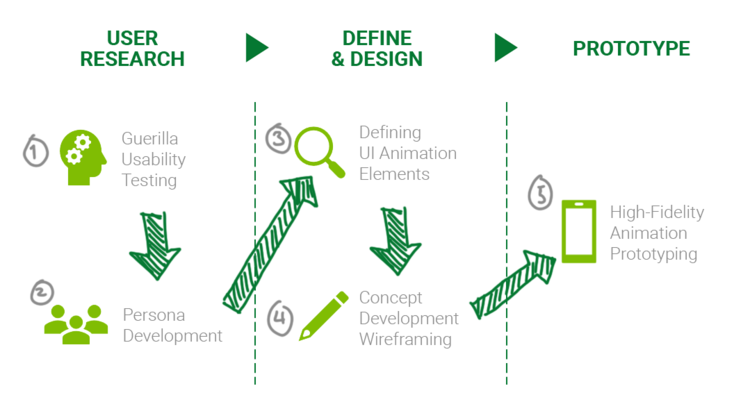 USER
RESEARCH
DEFINE
& DESIGN
PROTOTYPE
1
Guerilla
Usability
Testing
2
Persona
Development
3
Defining
UI Animation
Elements
4
Concept
Development
Wireframing
5
High-Fidelity
Animation
Prototyping